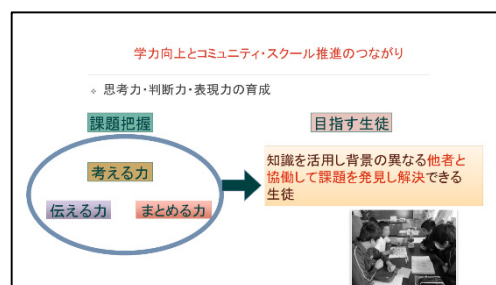 学力向上とコミュニティ・スクール推進のつながり
思考力・判断力・表現力の育成
課題把握
目指す生徒
考える力
伝える力
まとめる力
知識を活用し背景の異なる他者と
協働して課題を発見し解決できる
生徒